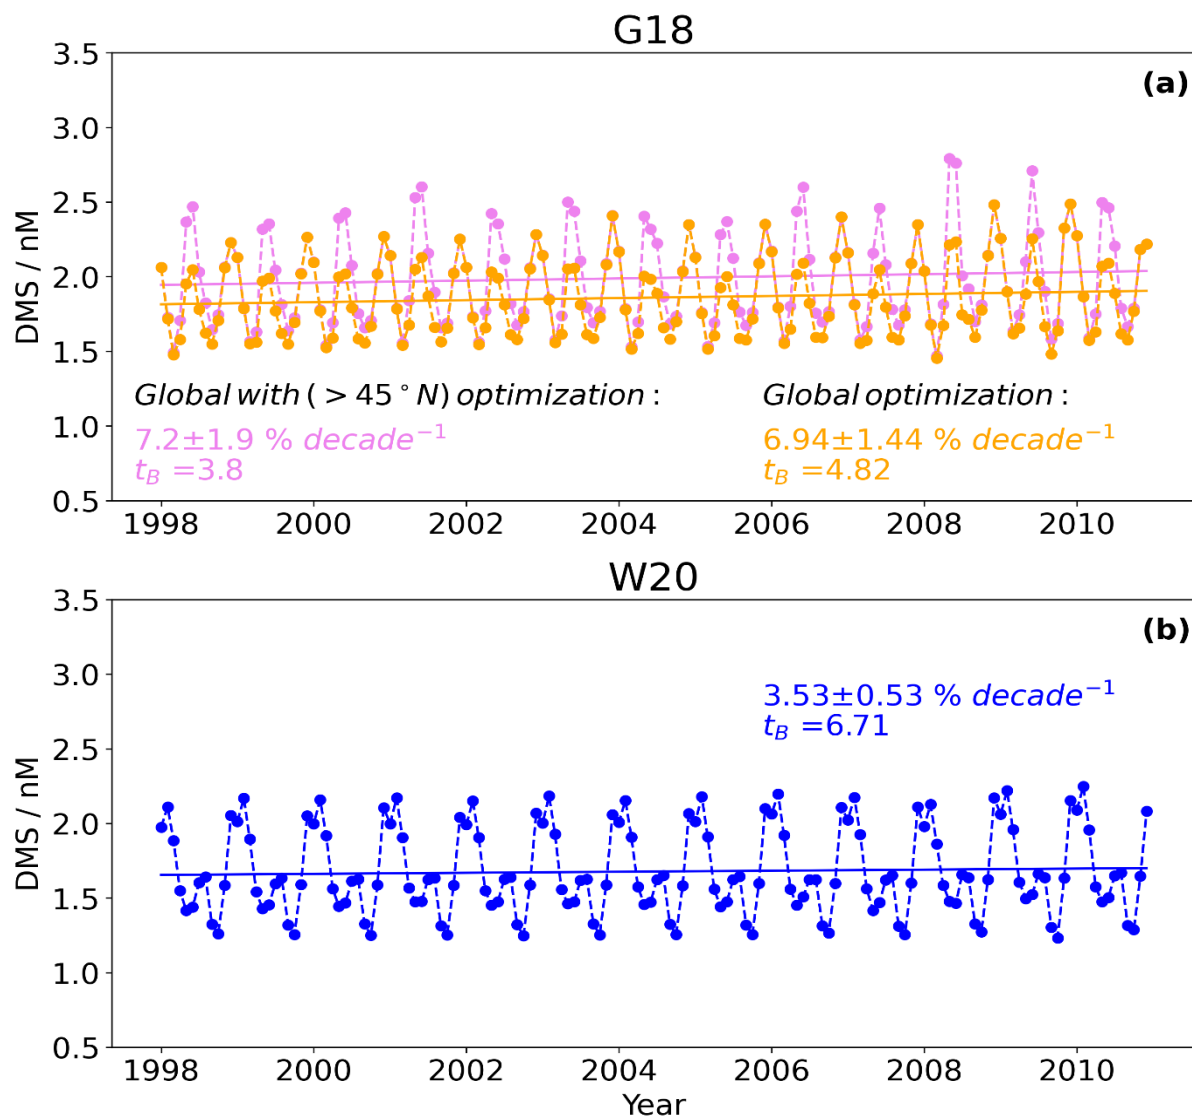 G18
3.5
(a)
3.0
2.5
2.0
1.5
1.0
0.5
DMS / nM
Global with ( > 45°N) optimization :
7.2±1.9 % decade⁻¹
t_B =3.8
Global optimization :
6.94±1.44 % decade⁻¹
t_B =4.82
1998 2000 2002 2004 2006 2008 2010
W20
3.5
(b)
3.0
2.5
2.0
1.5
1.0
0.5
DMS / nM
3.53±0.53 % decade⁻¹
t_B =6.71
1998 2000 2002 2004 2006 2008 2010
Year